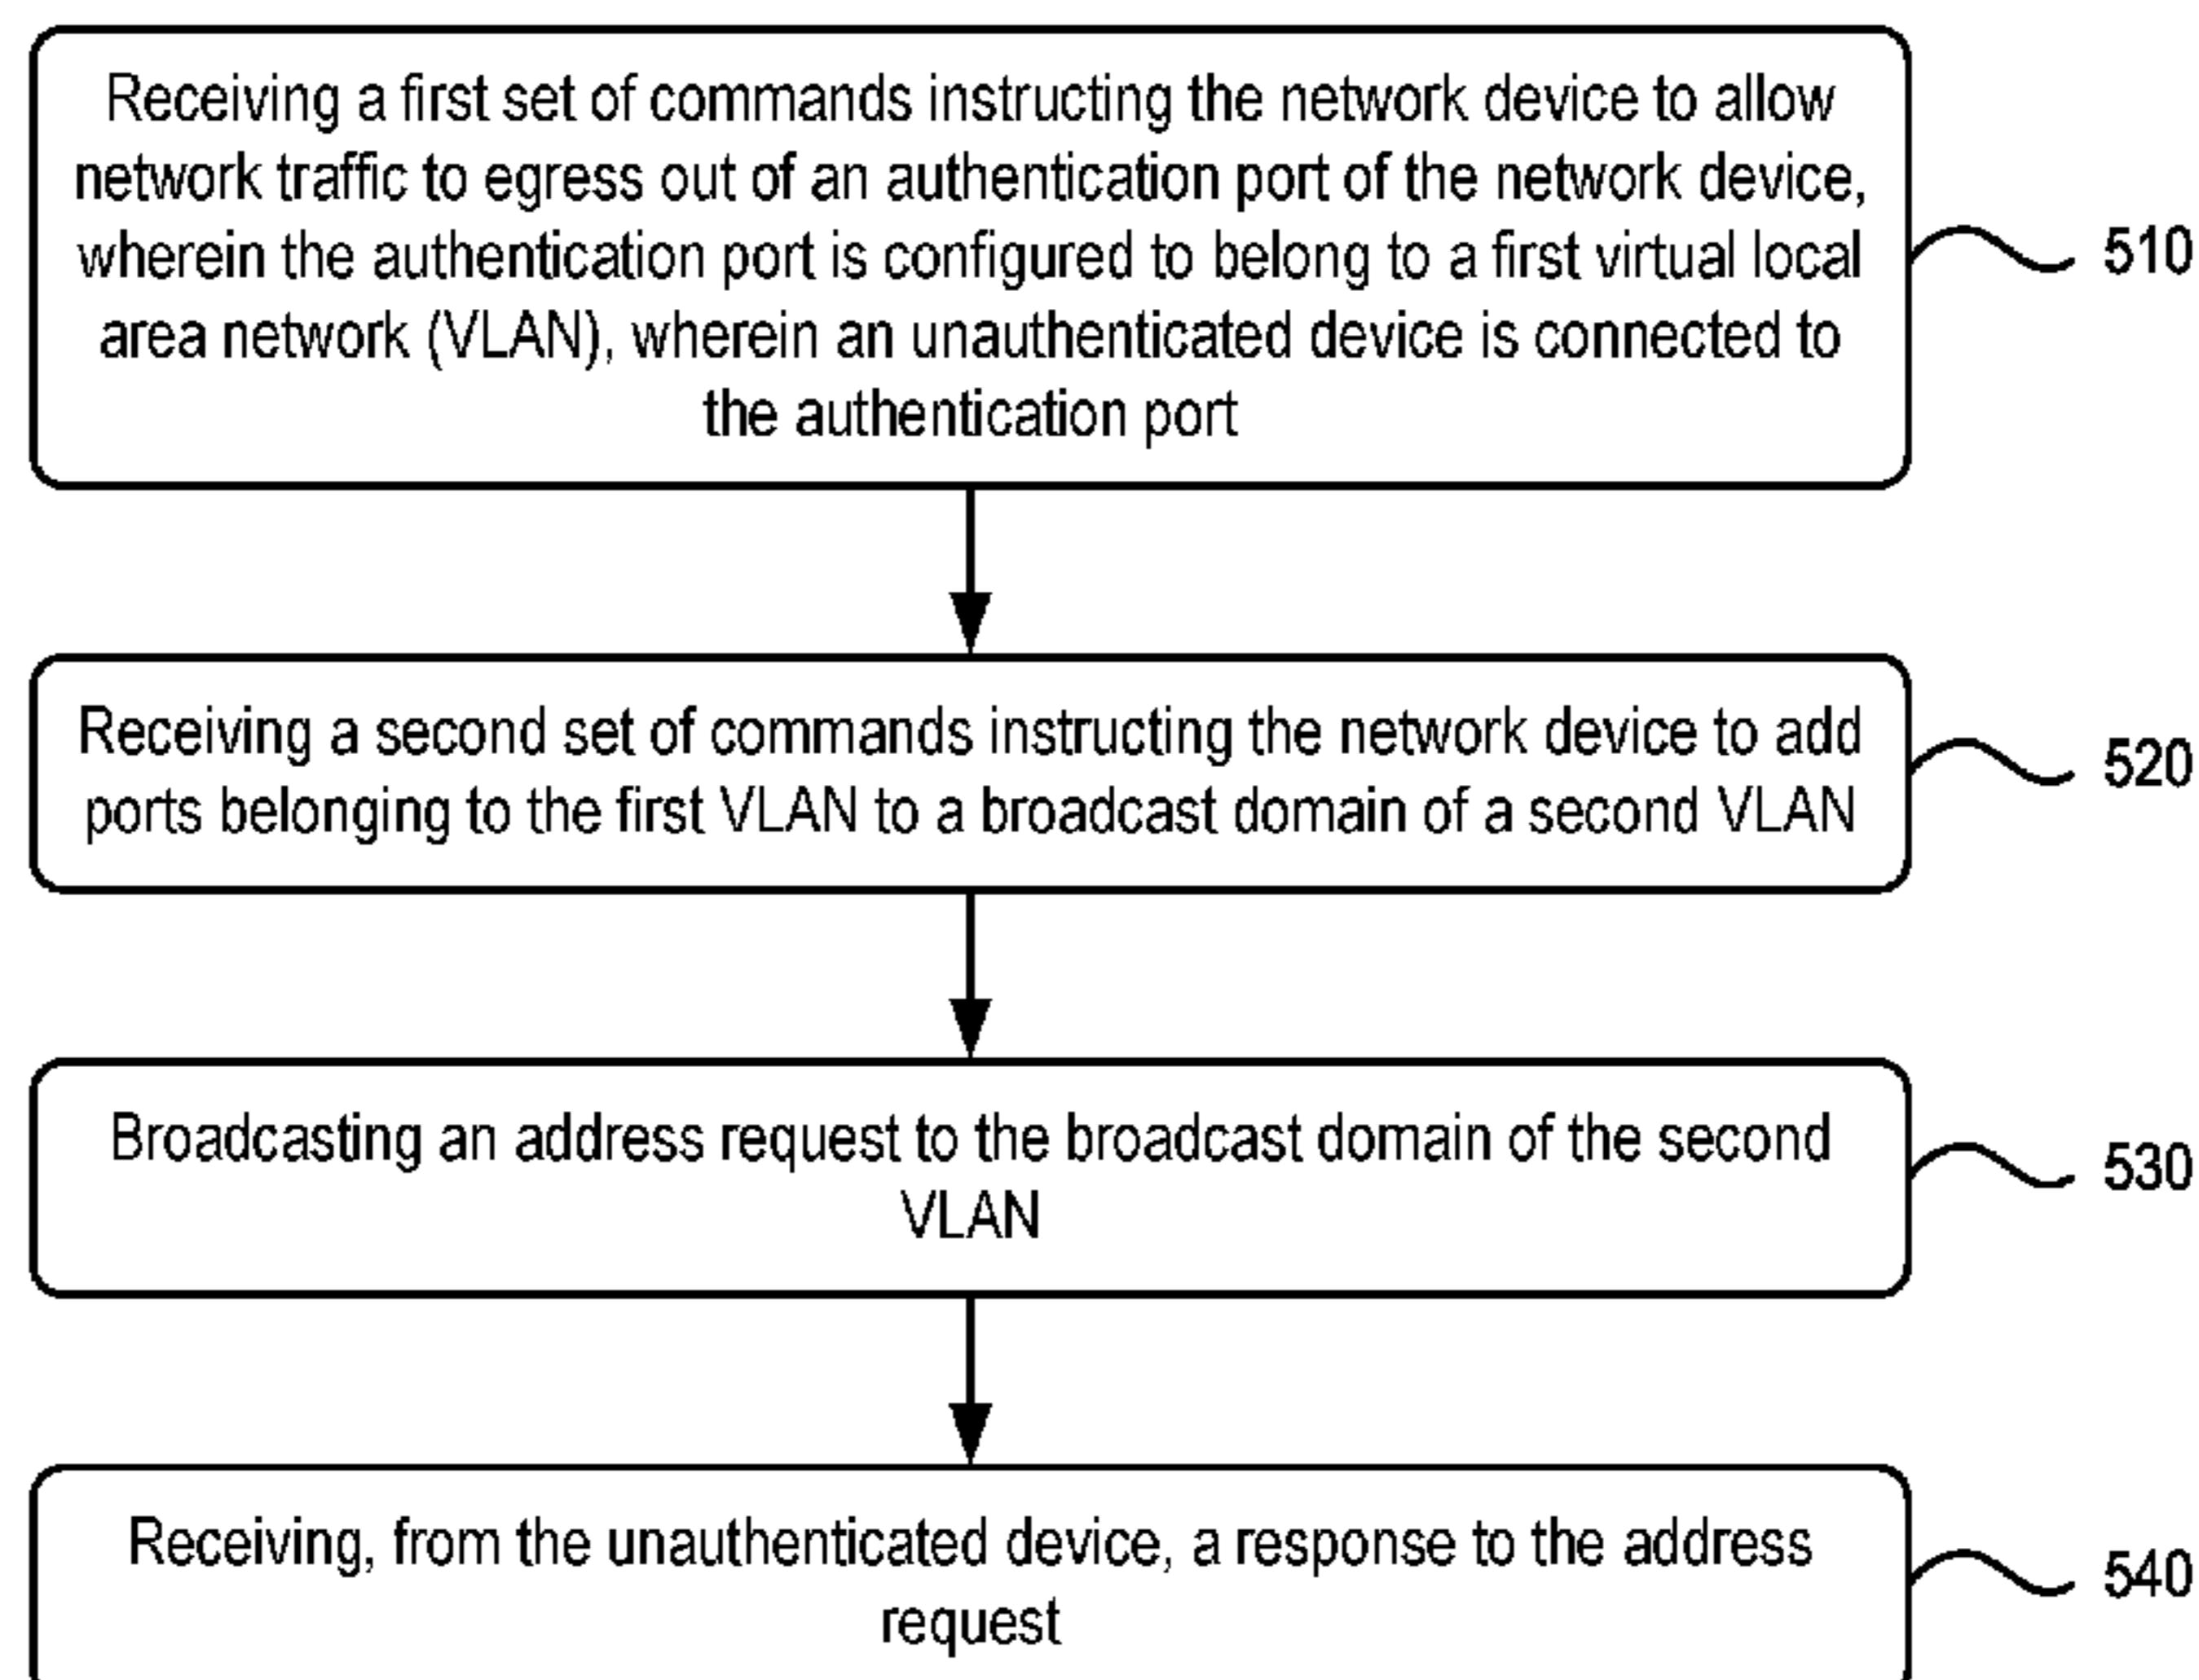 Receiving a first set of commands instructing the network device to allow
network traffic to egress out of an authentication port of the network device,
wherein the authentication port is configured to belong to a first virtual local
area network (VLAN), wherein an unauthenticated device is connected to
the authentication port
510
Receiving a second set of commands instructing the network device to add
ports belonging to the first VLAN to a broadcast domain of a second VLAN
520
Broadcasting an address request to the broadcast domain of the second
VLAN
530
Receiving, from the unauthenticated device, a response to the address
request
540